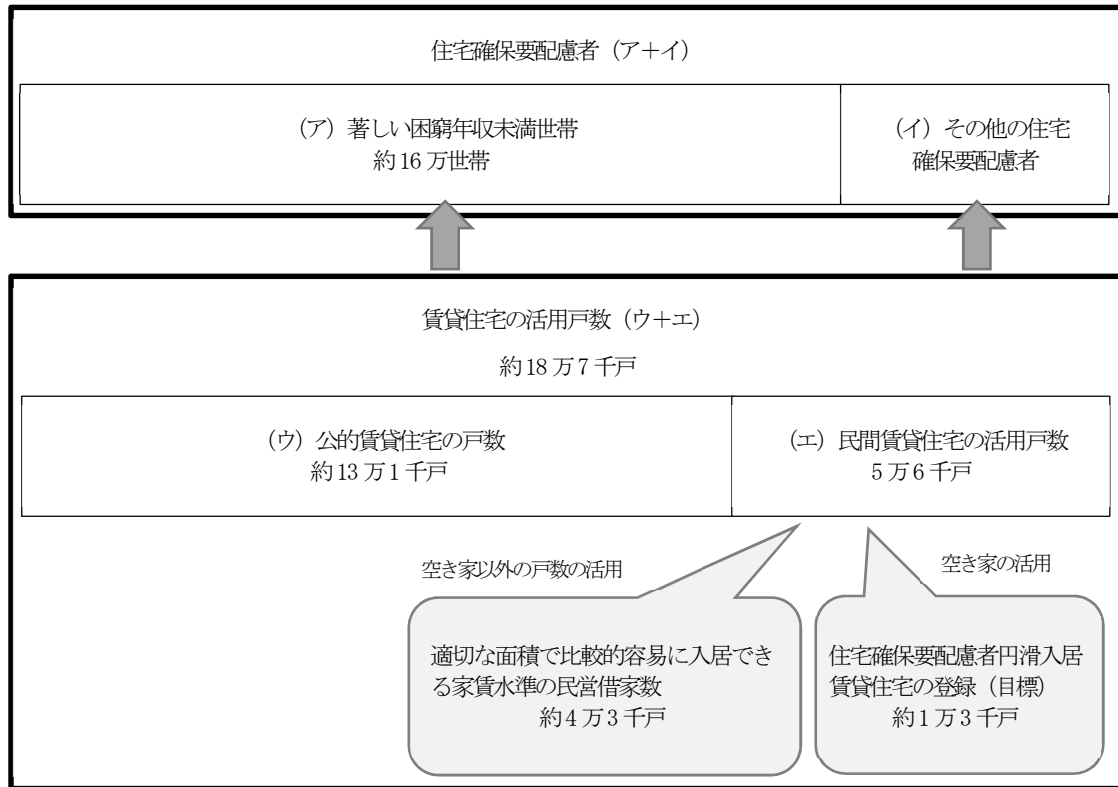 住宅確保要配慮者（ア＋イ）
（ア）著しい困窮年収未満世帯
約16万世帯
（イ）その他の住宅
確保要配慮者
賃貸住宅の活用戸数（ウ＋エ）
約18万7千戸
（ウ）公的賃貸住宅の戸数
約13万1千戸
（エ）民間賃貸住宅の活用戸数
5万6千戸
空き家以外の戸数の活用
空き家の活用
適切な面積で比較的容易に入居でき
る家賃水準の民営借家数
約4万3千戸
住宅確保要配慮者円滑入居
賃貸住宅の登録（目標）
約1万3千戸